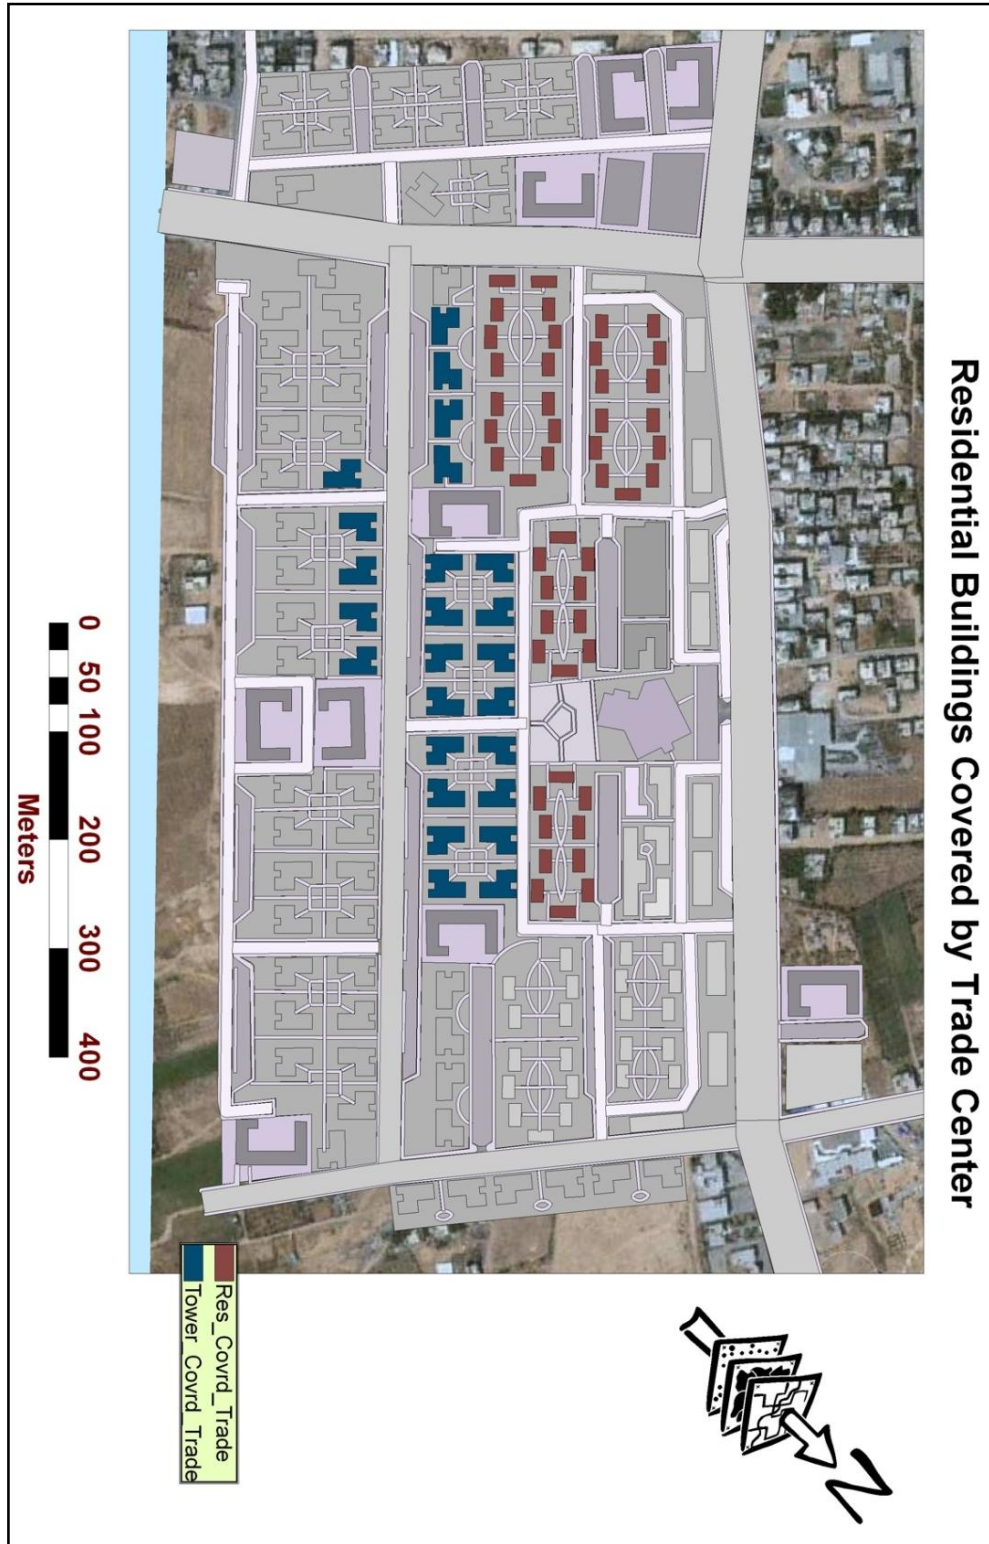 Residential Buildings Covered by Trade Center
N
Res_Covrd_Trade
Tower_Covrd_Trade
0 50 100 200 300 400
Meters